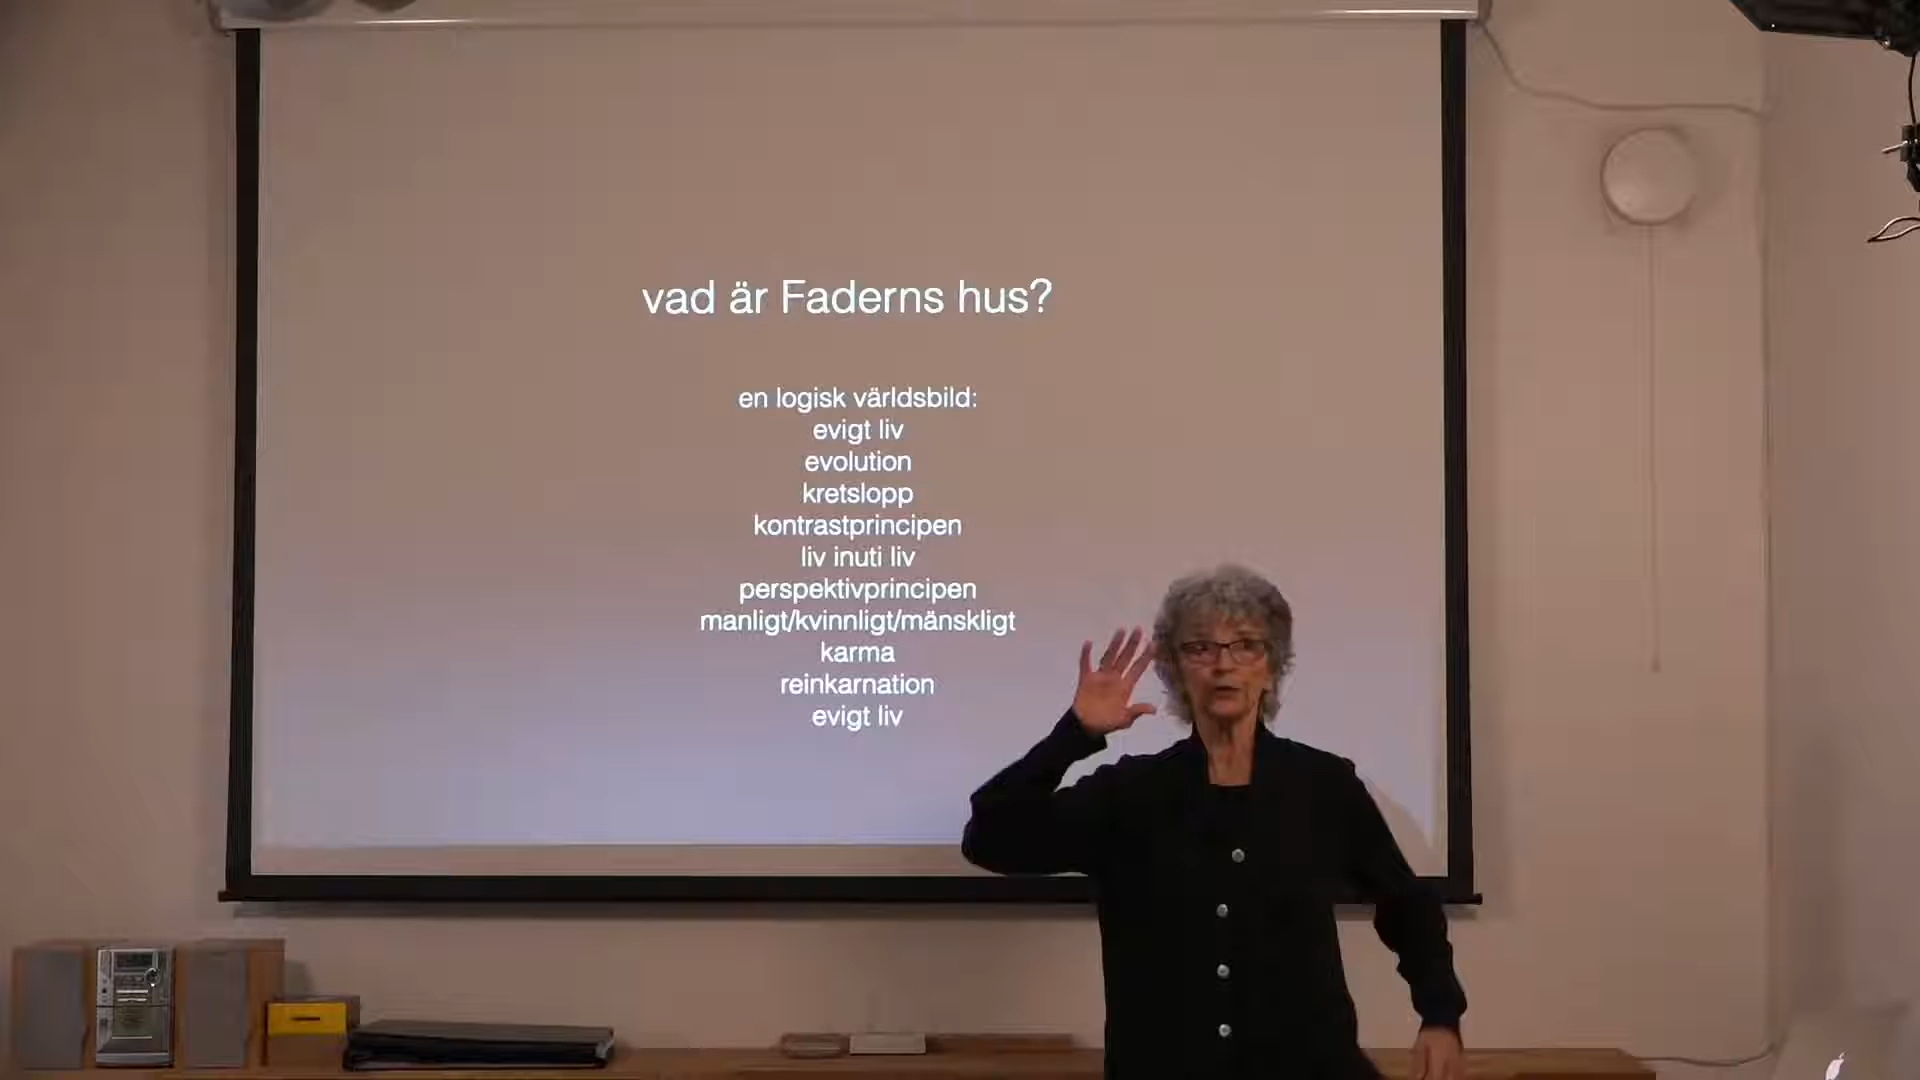 vad är Faderns hus?
en logisk världsbild:
evigt liv
evolution
kretslopp
kontrastprincipen
liv inuti liv
perspektivprincipen
manligt/kvinnligt/mänskligt
karma
reinkarnation
evigt liv